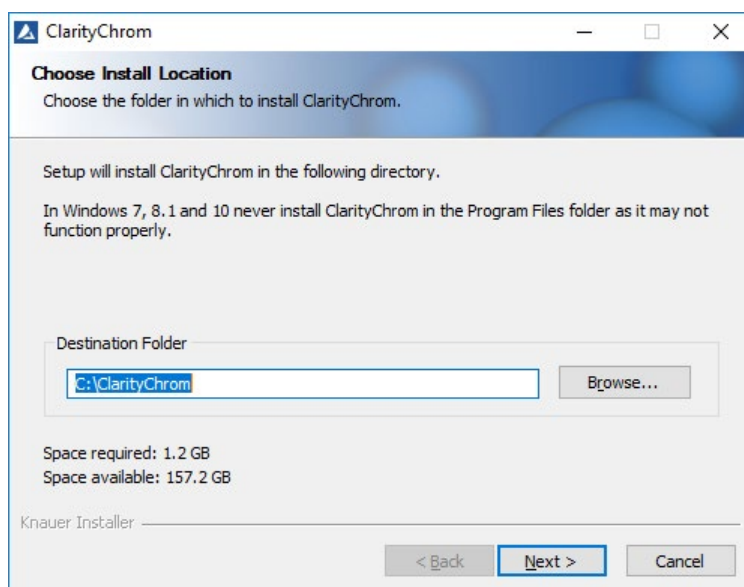 ClarityChrom
Choose Install Location
Choose the folder in which to install ClarityChrom.
Setup will install ClarityChrom in the following directory.
In Windows 7, 8.1 and 10 never install ClarityChrom in the Program Files folder as it may not
function properly.
Destination Folder
C:\ClarityChrom
Browse...
Space required: 1.2 GB
Space available: 157.2 GB
Knauer Installer
< Back
Next >
Cancel